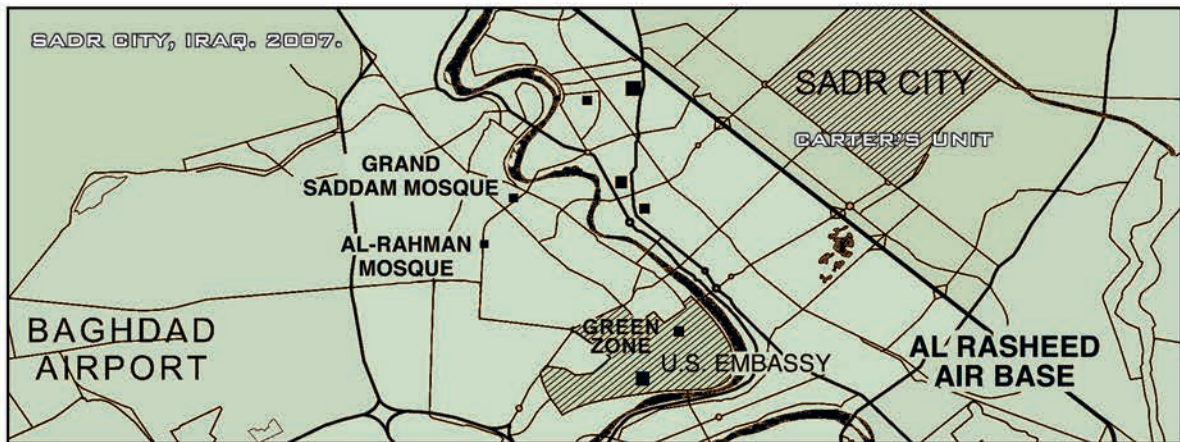 SADR CITY, IRAQ. 2007.
SADR CITY
CARTER'S UNIT
GRAND
SADDAM MOSQUE
AL-RAHMAN
MOSQUE
BAGHDAD
AIRPORT
GREEN
ZONE
U.S. EMBASSY
AL RASHEED
AIR BASE